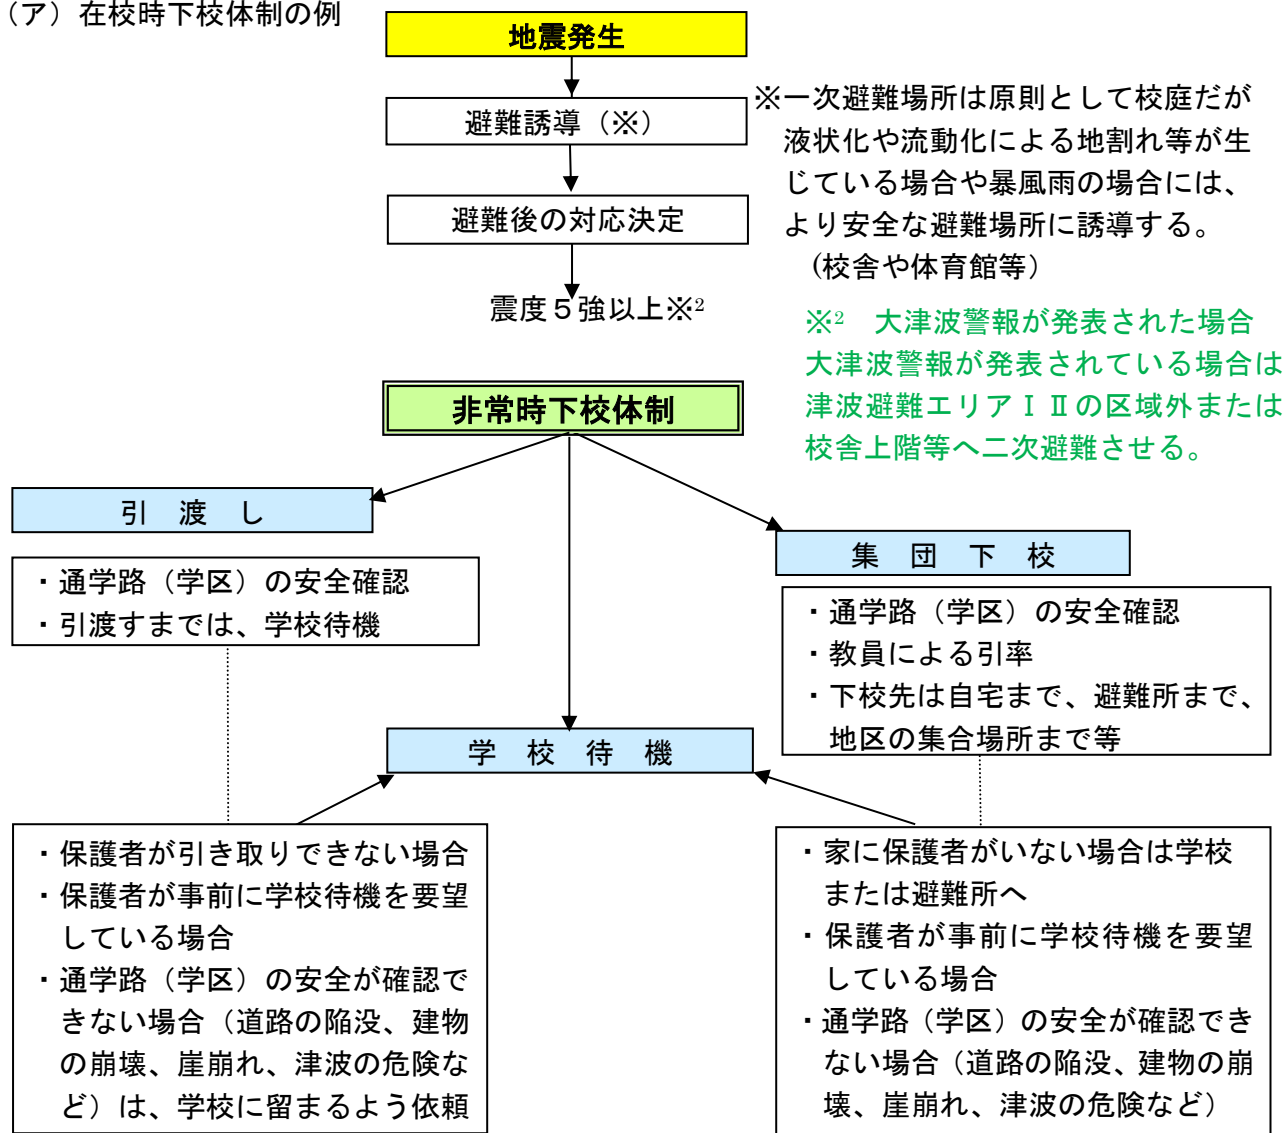 （ア）在校時下校体制の例
地震発生
避難誘導（※）
※一次避難場所は原則として校庭だが
液状化や流動化による地割れ等が生
じている場合や暴風雨の場合には、
より安全な避難場所に誘導する。
(校舎や体育館等）
避難後の対応決定
震度５強以上※2
※2　大津波警報が発表された場合
大津波警報が発表されている場合は
津波避難エリアⅠⅡの区域外または
校舎上階等へ二次避難させる。
非常時下校体制
引　渡　し
・通学路（学区）の安全確認
・引渡すまでは、学校待機
集　団　下　校
・通学路（学区）の安全確認
・教員による引率
・下校先は自宅まで、避難所まで、
地区の集合場所まで等
学　校　待　機
・保護者が引き取りできない場合
・保護者が事前に学校待機を要望
している場合
・通学路（学区）の安全が確認で
きない場合（道路の陥没、建物
の崩壊、崖崩れ、津波の危険な
ど）は、学校に留まるよう依頼
・家に保護者がいない場合は学校
または避難所へ
・保護者が事前に学校待機を要望
している場合
・通学路（学区）の安全が確認でき
ない場合（道路の陥没、建物の崩
壊、崖崩れ、津波の危険など）